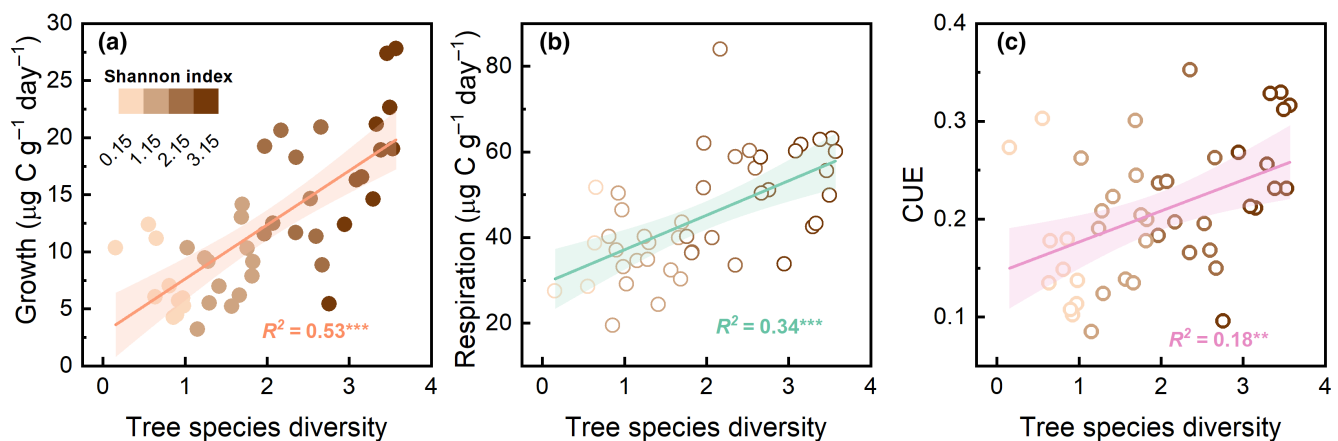 (a)
Growth (μg C g⁻¹ day⁻¹)
30
25
20
15
10
5
0
Shannon index
0.15 1.15 2.15 3.15
R² = 0.53***
0 1 2 3 4
Tree species diversity
(b)
Respiration (μg C g⁻¹ day⁻¹)
80
60
40
20
R² = 0.34***
0 1 2 3 4
Tree species diversity
(c)
CUE
0.4
0.3
0.2
0.1
R² = 0.18**
0 1 2 3 4
Tree species diversity